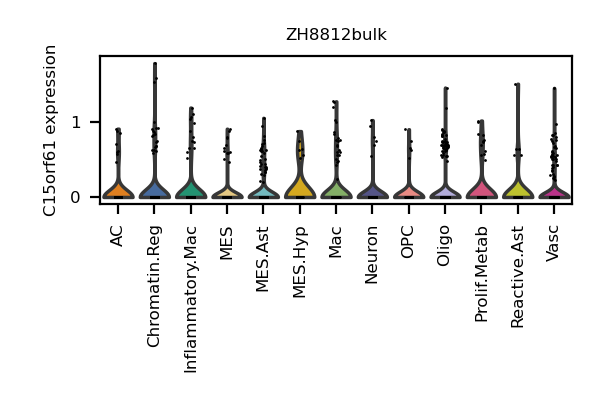 ZH8812bulk
C15orf61 expression
1
0
AC
Chromatin.Reg
Inflammatory.Mac
MES
MES.Ast
MES.Hyp
Mac
Neuron
OPC
Oligo
Prolif.Metab
Reactive.Ast
Vasc